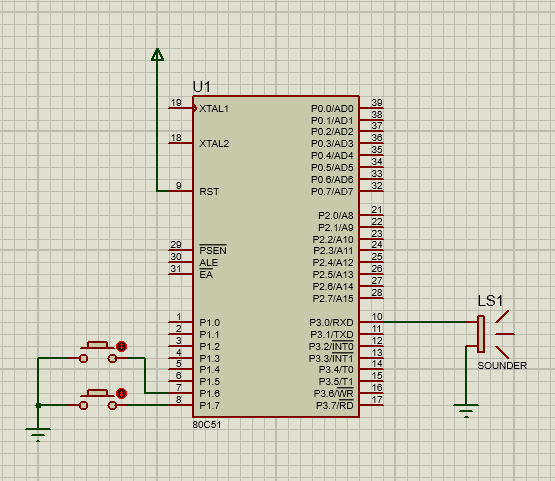 U1
19 XTAL1
18 XTAL2
9 RST
29 PSEN
30 ALE
31 EA
1 P1.0
2 P1.1
3 P1.2
4 P1.3
5 P1.4
6 P1.5
7 P1.6
8 P1.7
80C51
P0.0/AD0 39
P0.1/AD1 38
P0.2/AD2 37
P0.3/AD3 36
P0.4/AD4 35
P0.5/AD5 34
P0.6/AD6 33
P0.7/AD7 32
P2.0/A8 21
P2.1/A9 22
P2.2/A10 23
P2.3/A11 24
P2.4/A12 25
P2.5/A13 26
P2.6/A14 27
P2.7/A15 28
P3.0/RXD 10
P3.1/TXD 11
P3.2/INT0 12
P3.3/INT1 13
P3.4/T0 14
P3.5/T1 15
P3.6/WR 16
P3.7/RD 17
LS1
SOUNDER